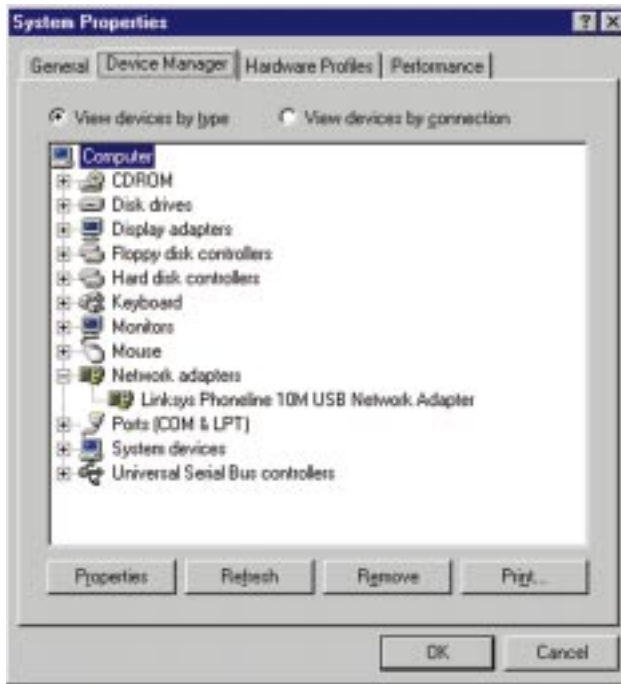 System Properties
General Device Manager Hardware Profiles Performance
View devices by type View devices by connection
Computer
CDROM
Disk drives
Display adapters
Floppy disk controllers
Hard disk controllers
Keyboard
Monitors
Mouse
Network adapters
Linksys Phoneline 10M USB Network Adapter
Ports (COM & LPT)
System devices
Universal Serial Bus controllers
Properties Refresh Remove Print...
OK Cancel